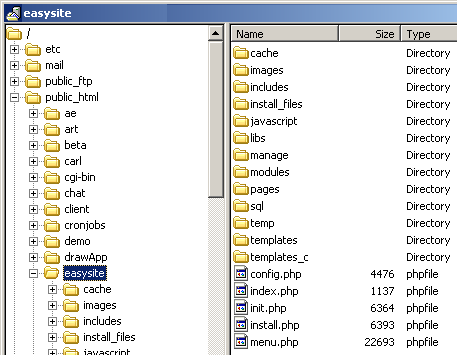 easysite
/
etc
mail
public_ftp
public_html
ae
art
beta
carl
cgi-bin
chat
client
cronjobs
demo
drawApp
easysite
cache
images
includes
install_files
javascript
Name Size Type
cache Directory
images Directory
includes Directory
install_files Directory
javascript Directory
libs Directory
manage Directory
modules Directory
pages Directory
sql Directory
temp Directory
templates Directory
templates_c Directory
config.php 4476 phpfile
index.php 1137 phpfile
init.php 6364 phpfile
install.php 6393 phpfile
menu.php 22693 phpfile